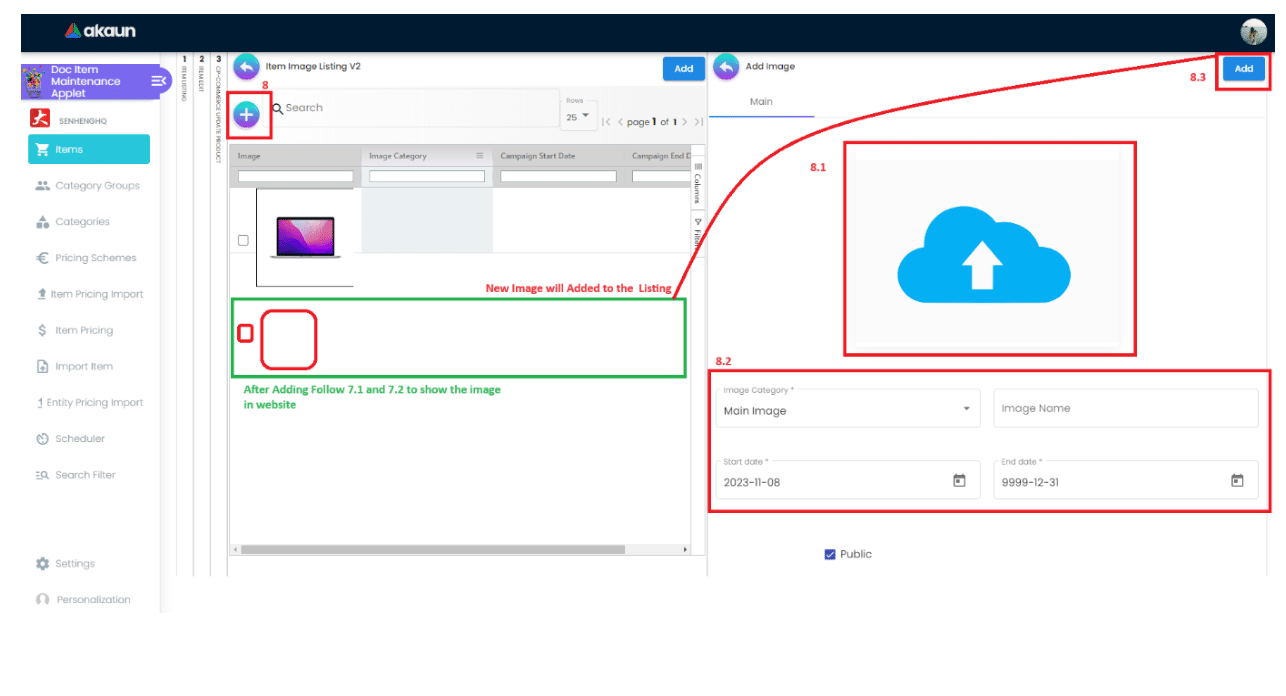 akaun
Doc Item
Maintenance
Applet
SENHENGHQ
Items
Category Groups
Categories
Pricing Schemes
Item Pricing Import
Item Pricing
Import Item
Entity Pricing Import
Scheduler
Search Filter
Settings
Personalization
1 ITEM LISTING
2 ITEM EDIT
3 CP-COMMERCE UPDATE PRODUCT
Item Image Listing V2
Add
8
Search
Rows
25
page 1 of 1
Image
Image Category
Campaign Start Date
Campaign End D
Columns
Filters
New Image will Added to the Listing
After Adding Follow 7.1 and 7.2 to show the image
in website
Add Image
8.3
Add
Main
8.1
8.2
Image Category *
Main Image
Image Name
Start date *
2023-11-08
End date *
9999-12-31
Public